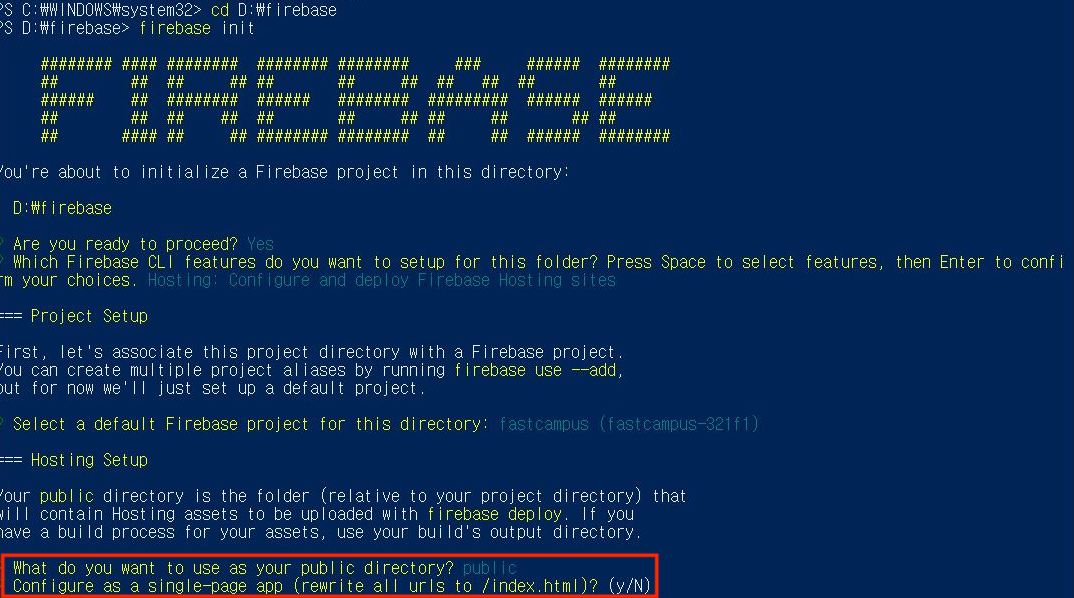 PS C:₩WINDOWS₩system32> cd D:₩firebase
PS D:₩firebase> firebase init
######## #### ######## ######## ########     ###     ######  ########
##        ##  ##     ## ##       ##     ##  ##   ##  ##       ##
######    ##  ########  ######   ########  #########  ######  ######
##        ##  ##    ##  ##       ##     ## ##     ##       ## ##
##       #### ##     ## ######## ########  ##     ##  ######  ########
You're about to initialize a Firebase project in this directory:
D:₩firebase
? Are you ready to proceed? Yes
? Which Firebase CLI features do you want to setup for this folder? Press Space to select features, then Enter to confi
rm your choices. Hosting: Configure and deploy Firebase Hosting sites
=== Project Setup
First, let's associate this project directory with a Firebase project.
You can create multiple project aliases by running firebase use --add,
but for now we'll just set up a default project.
? Select a default Firebase project for this directory: fastcampus (fastcampus-321f1)
=== Hosting Setup
Your public directory is the folder (relative to your project directory) that
will contain Hosting assets to be uploaded with firebase deploy. If you
have a build process for your assets, use your build's output directory.
What do you want to use as your public directory? public
Configure as a single-page app (rewrite all urls to /index.html)? (y/N)